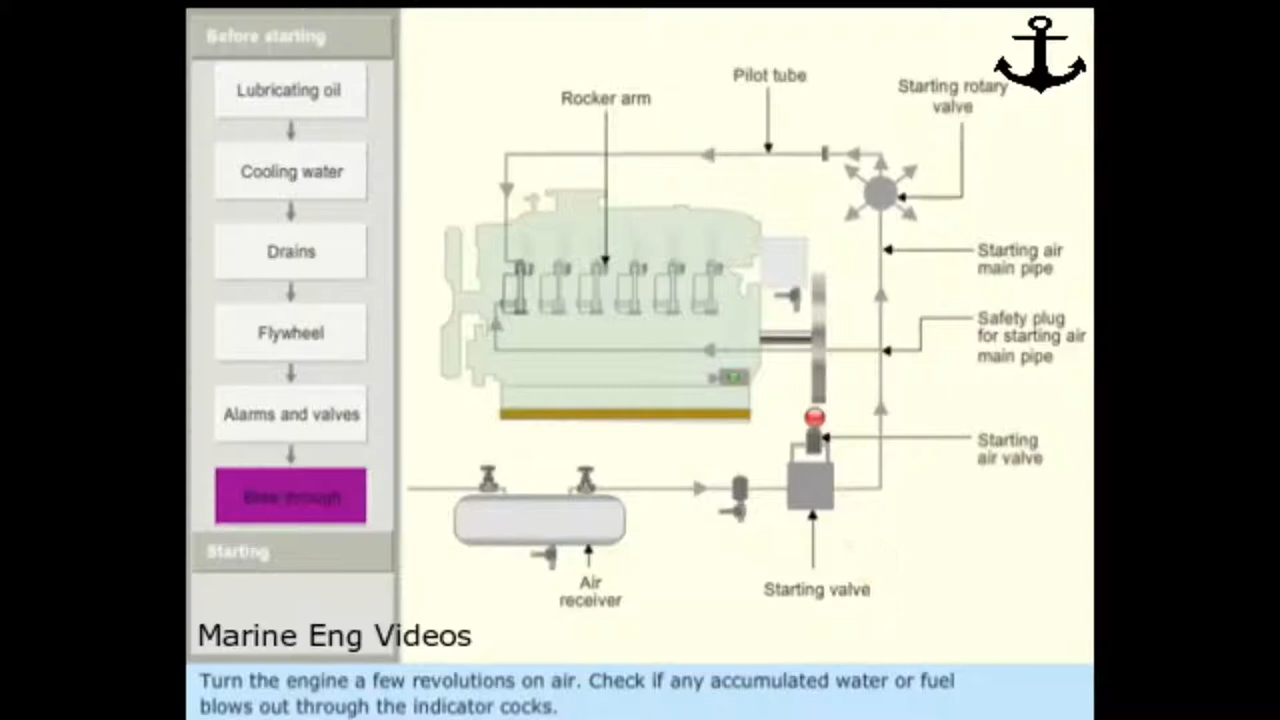 Before starting
Lubricating oil
Cooling water
Drains
Flywheel
Alarms and valves
Blow through
Starting
Marine Eng Videos
Rocker arm
Pilot tube
Starting rotary
valve
Starting air
main pipe
Safety plug
for starting air
main pipe
Starting
air valve
Air
receiver
Starting valve
Turn the engine a few revolutions on air. Check if any accumulated water or fuel
blows out through the indicator cocks.